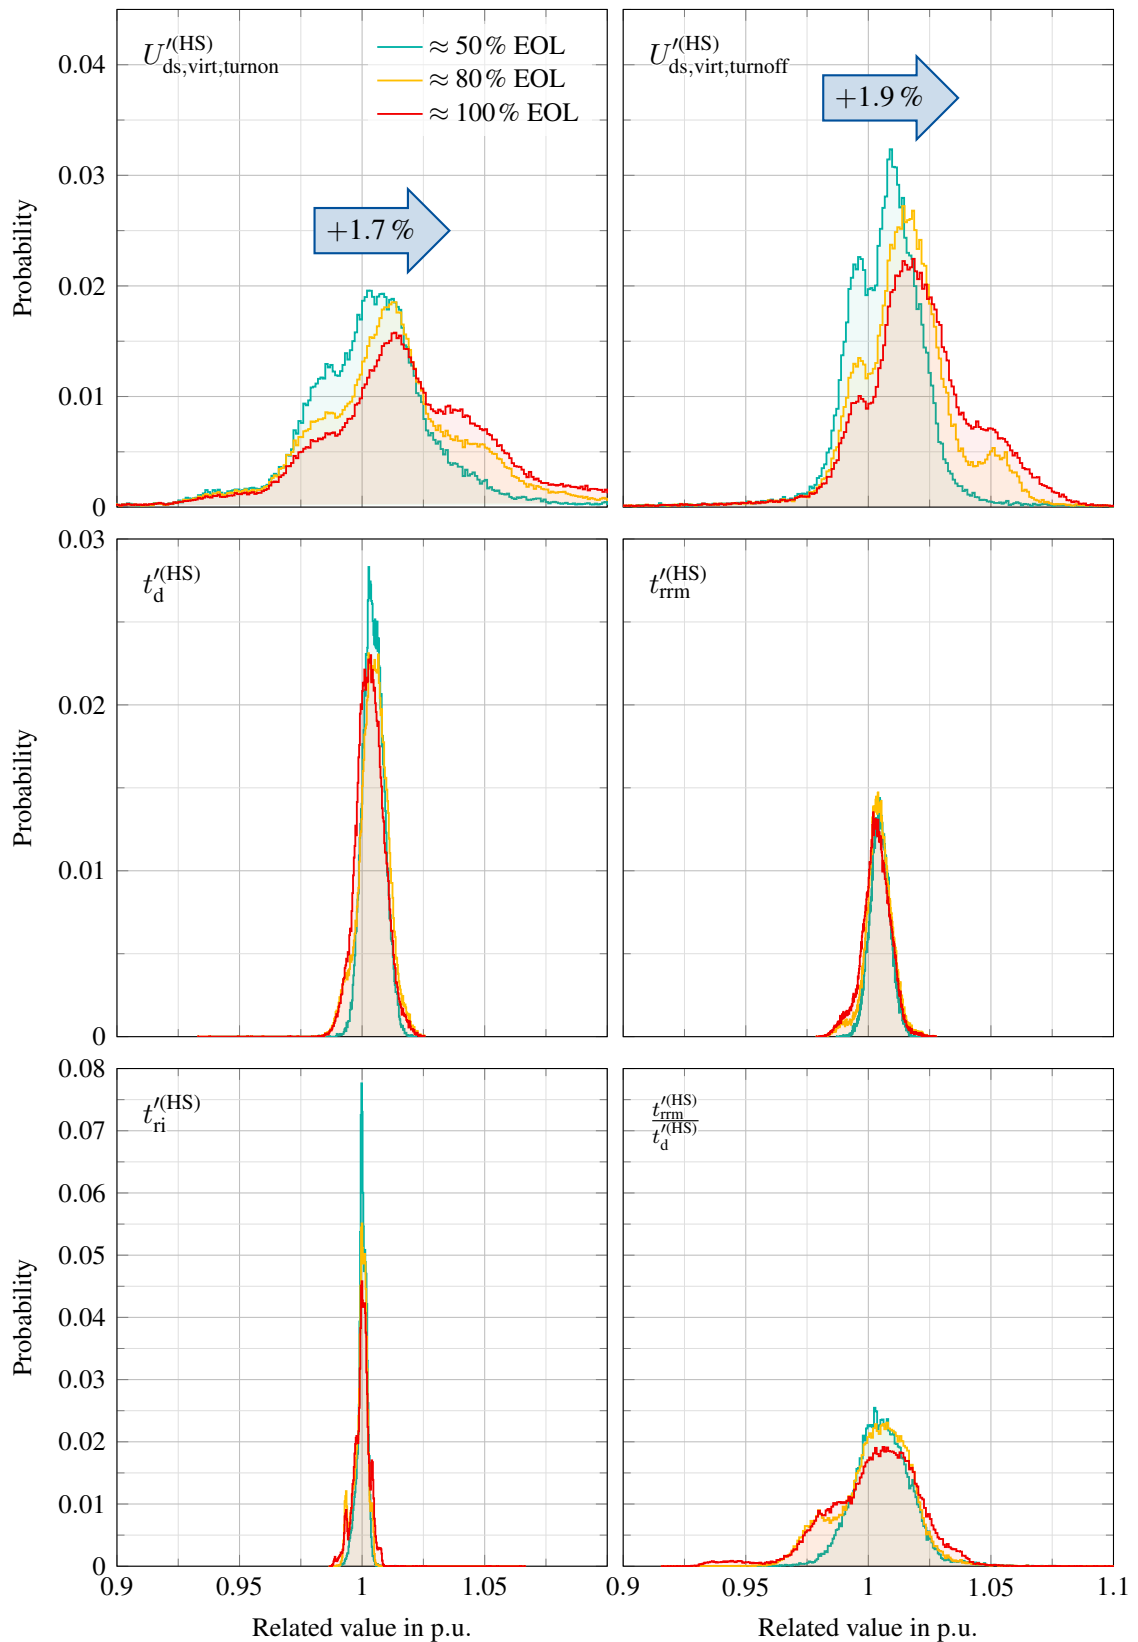 U′(HS)ds,virt,turnon
≈ 50 % EOL
≈ 80 % EOL
≈ 100 % EOL
+1.7 %
U′(HS)ds,virt,turnoff
+1.9 %
0.04
0.03
0.02
0.01
0
Probability
t′(HS)d
t′(HS)rrm
0.03
0.02
0.01
0
Probability
t′(HS)ri
t′(HS)rrm
t′(HS)d
0.08
0.07
0.06
0.05
0.04
0.03
0.02
0.01
0
Probability
0.9 0.95 1 1.05
0.9 0.95 1 1.05 1.1
Related value in p.u.
Related value in p.u.